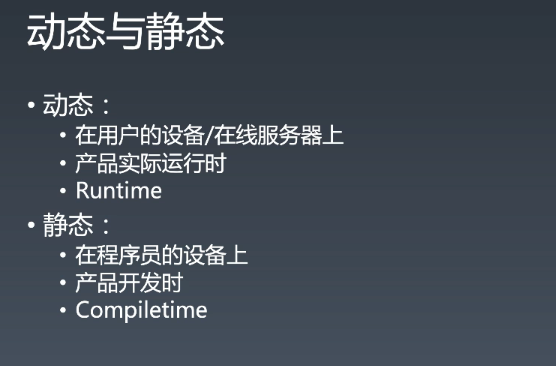 动态与静态
• 动态：
• 在用户的设备/在线服务器上
• 产品实际运行时
• Runtime
• 静态：
• 在程序员的设备上
• 产品开发时
• Compiletime